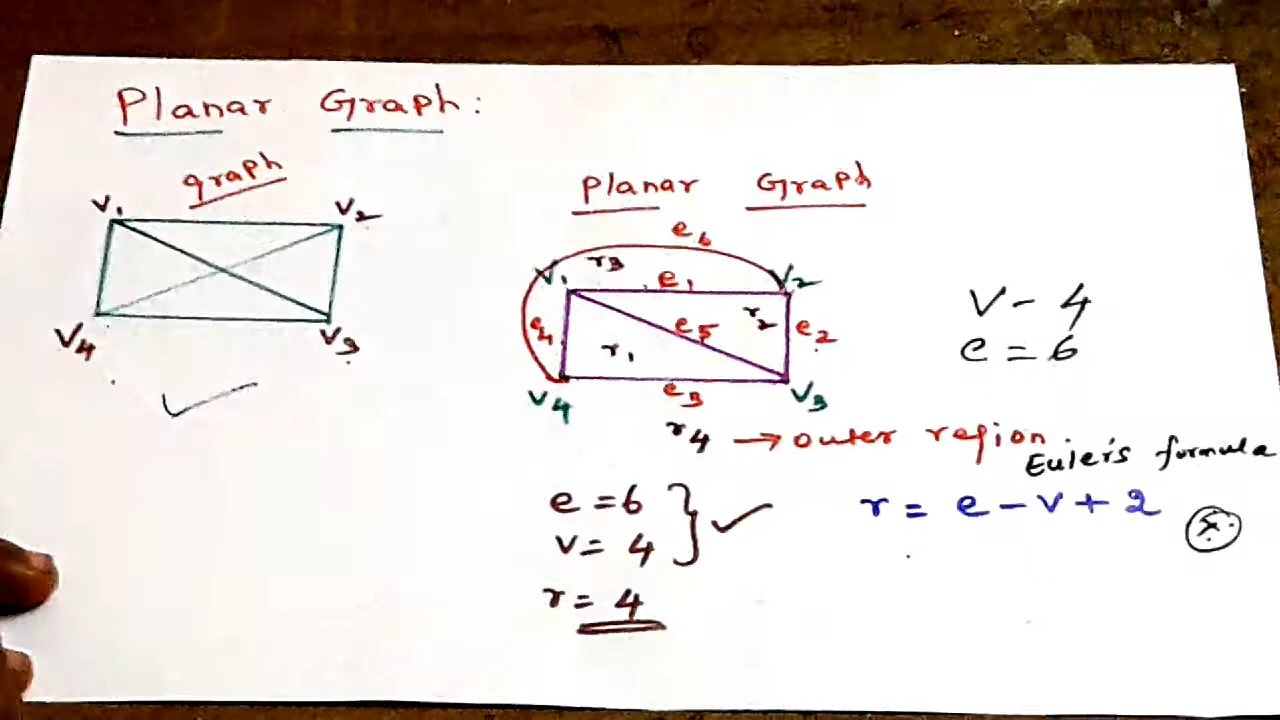 Planar Graph:
graph
V1
V2
V4
V3
Planar Graph
e6
r3
V1
e1
V2
e4
r1
e5
r2
e2
V4
e3
V3
r4 → outer region
V - 4
e = 6
Euler's formula
r = e - v + 2
e = 6
v = 4
r = 4